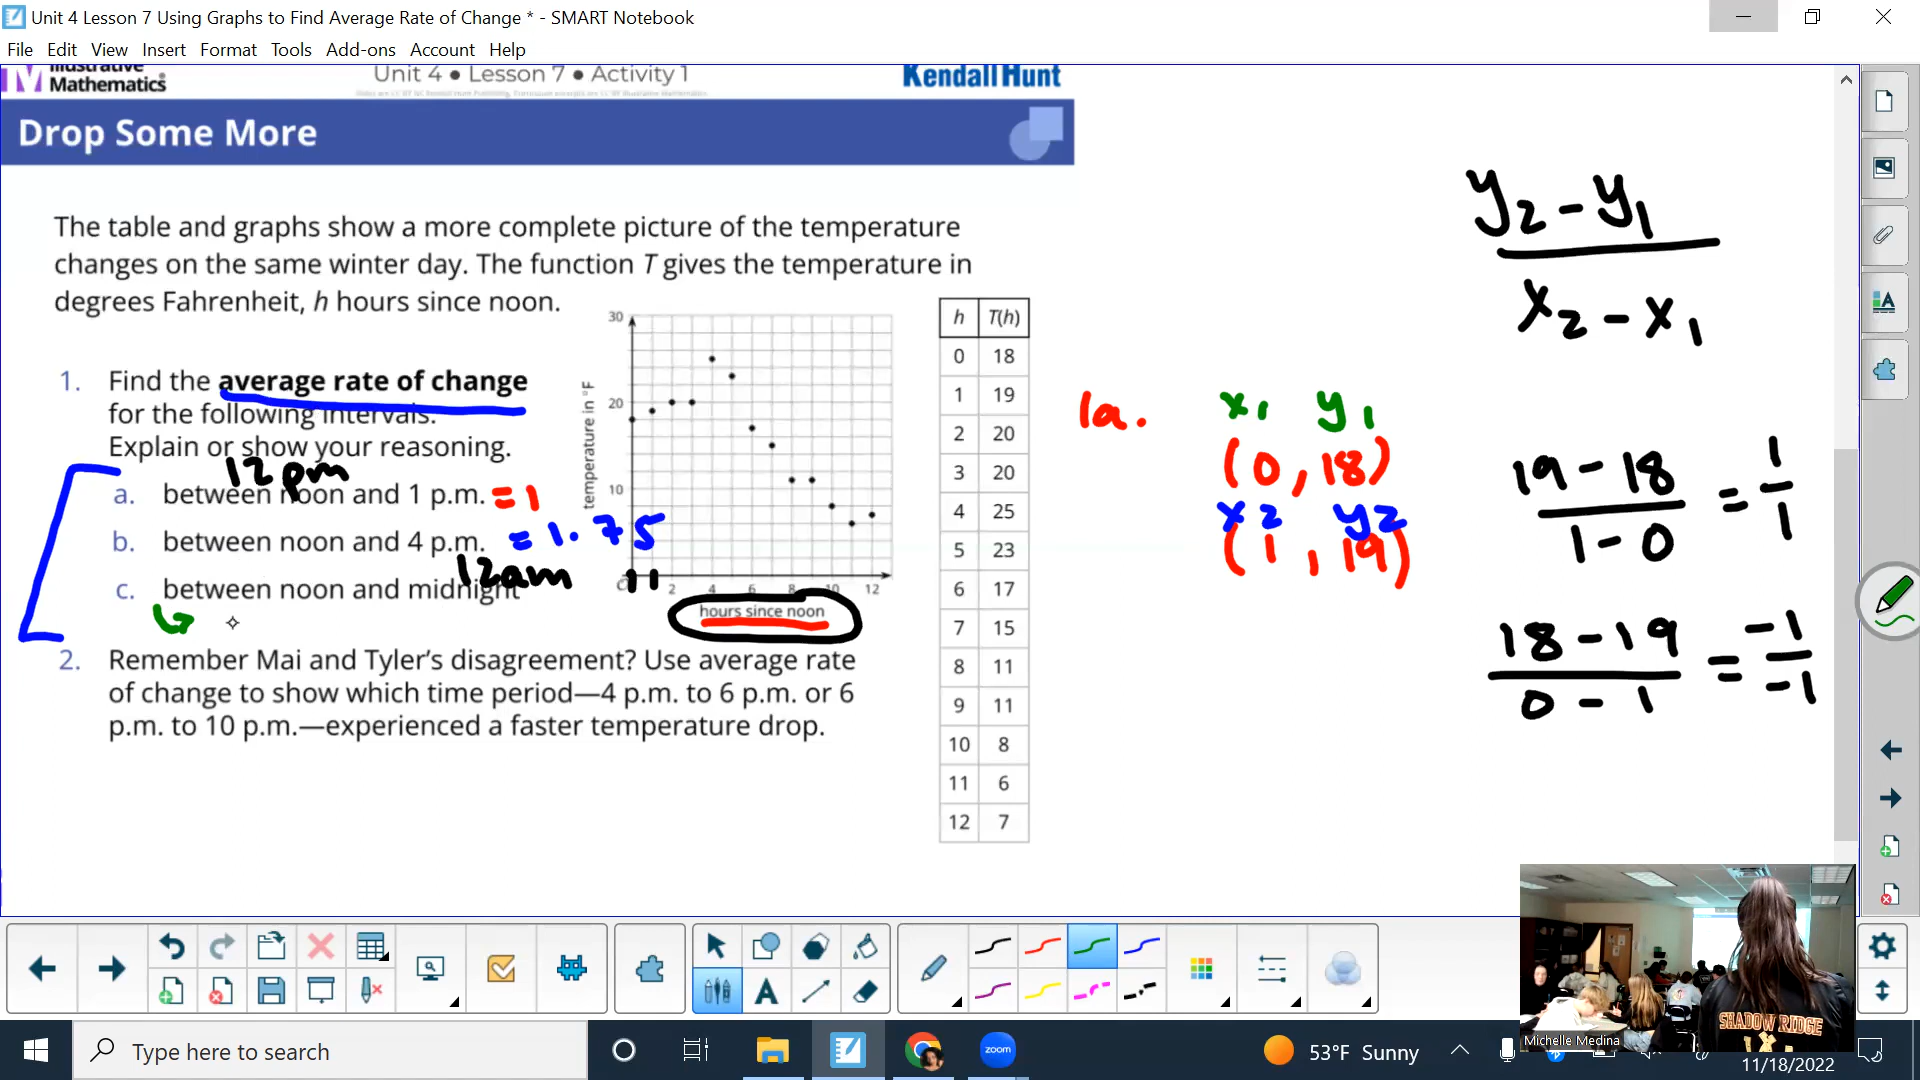 Unit 4 Lesson 7 Using Graphs to Find Average Rate of Change * - SMART Notebook
File Edit View Insert Format Tools Add-ons Account Help
Illustrative
Mathematics
Unit 4 • Lesson 7 • Activity 1
Kendall Hunt
Drop Some More
The table and graphs show a more complete picture of the temperature
changes on the same winter day. The function T gives the temperature in
degrees Fahrenheit, h hours since noon.
1. Find the average rate of change
for the following intervals.
Explain or show your reasoning.
12pm
a. between noon and 1 p.m. = 1
b. between noon and 4 p.m. = 1.75
12am
c. between noon and midnight
2. Remember Mai and Tyler's disagreement? Use average rate
of change to show which time period—4 p.m. to 6 p.m. or 6
p.m. to 10 p.m.—experienced a faster temperature drop.
30
20
10
temperature in °F
2 4 6 8 10 12
hours since noon
h T(h)
0 18
1 19
2 20
3 20
4 25
5 23
6 17
7 15
8 11
9 11
10 8
11 6
12 7
1a.
x1 y1
(0, 18)
x2 y2
(1, 19)
y2 - y1
x2 - x1
19 - 18
1 - 0
= 1
1
18 - 19
0 - 1
= -1
-1
SHADOW RIDGE
Michelle Medina
Type here to search
zoom
53°F Sunny
11/18/2022